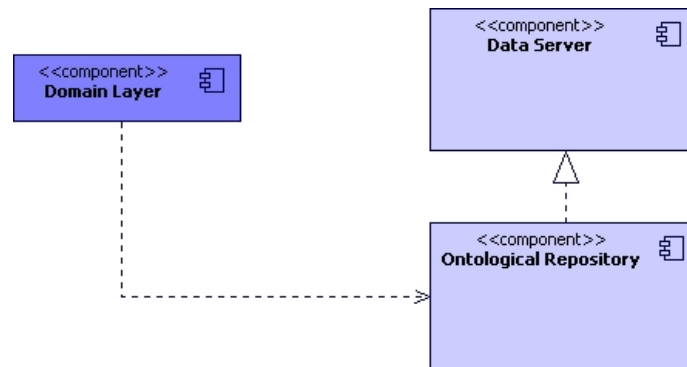 <<component>>
Domain Layer
<<component>>
Data Server
<<component>>
Ontological Repository